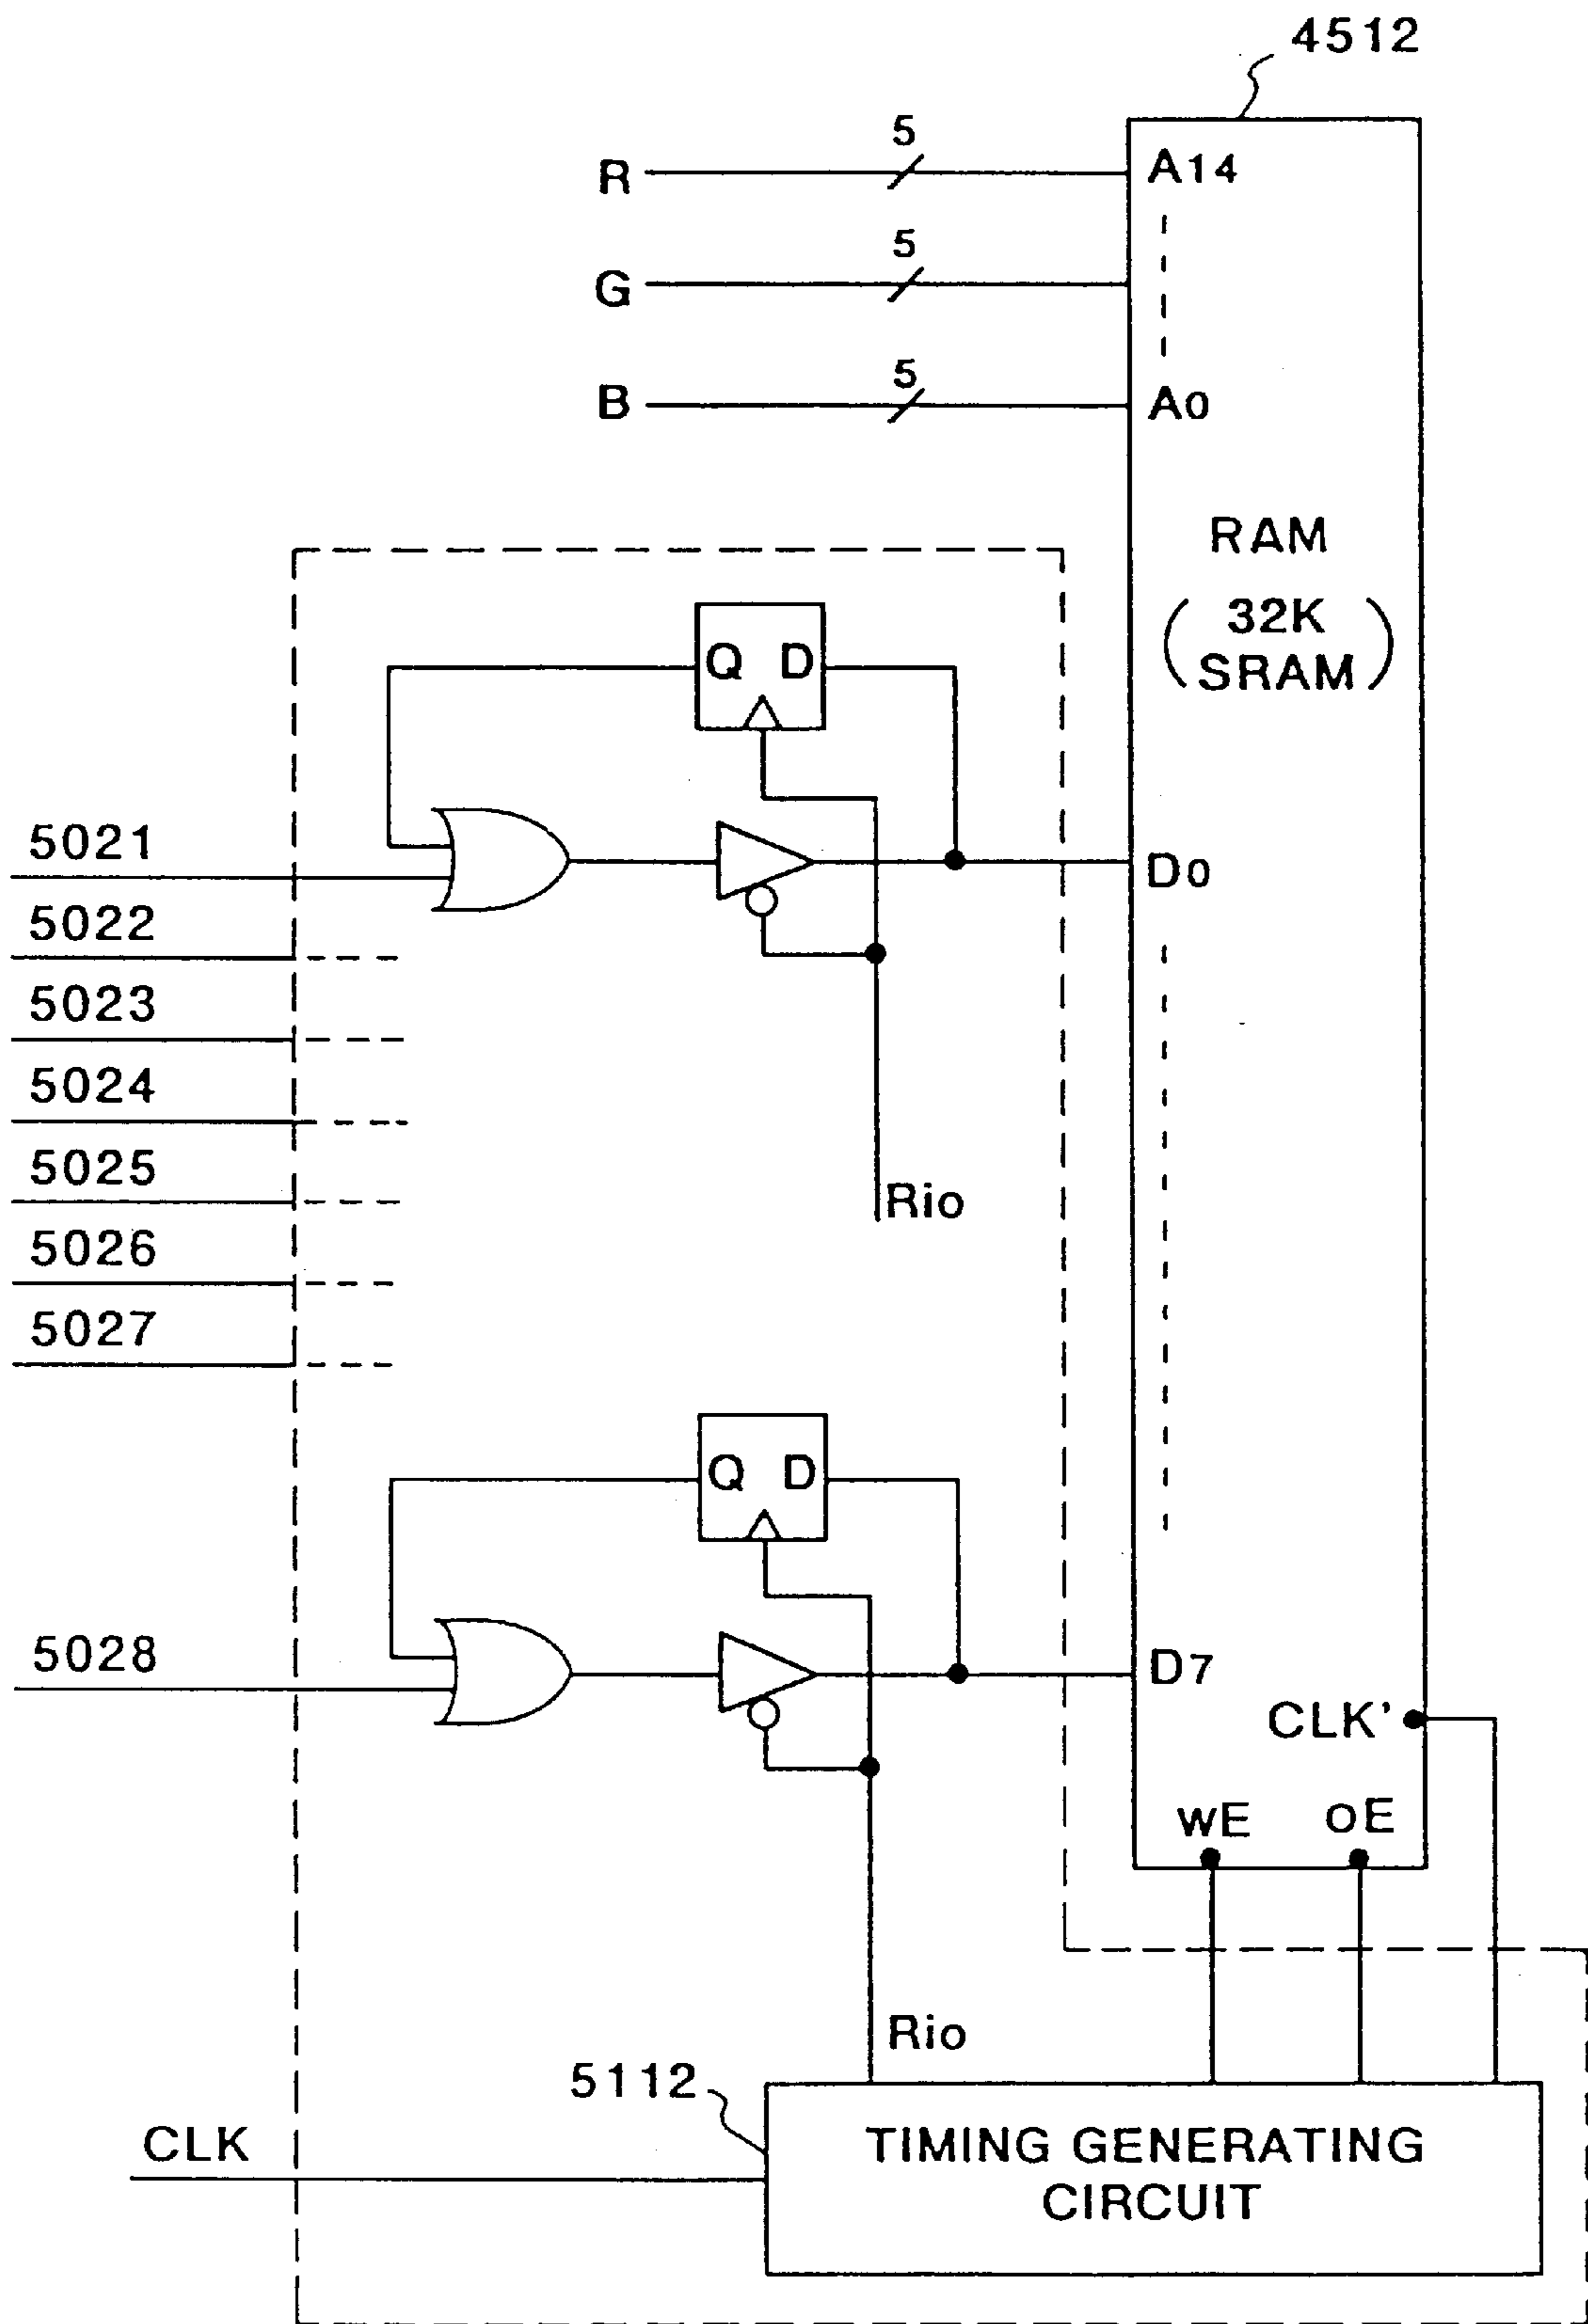 4512
5
R
A14
5
G
5
B
A0
RAM
( 32K
SRAM )
Q D
5021
D0
5022
5023
5024
5025
Rio
5026
5027
Q D
5028
D7
CLK'
WE
OE
Rio
5112
CLK
TIMING GENERATING
CIRCUIT